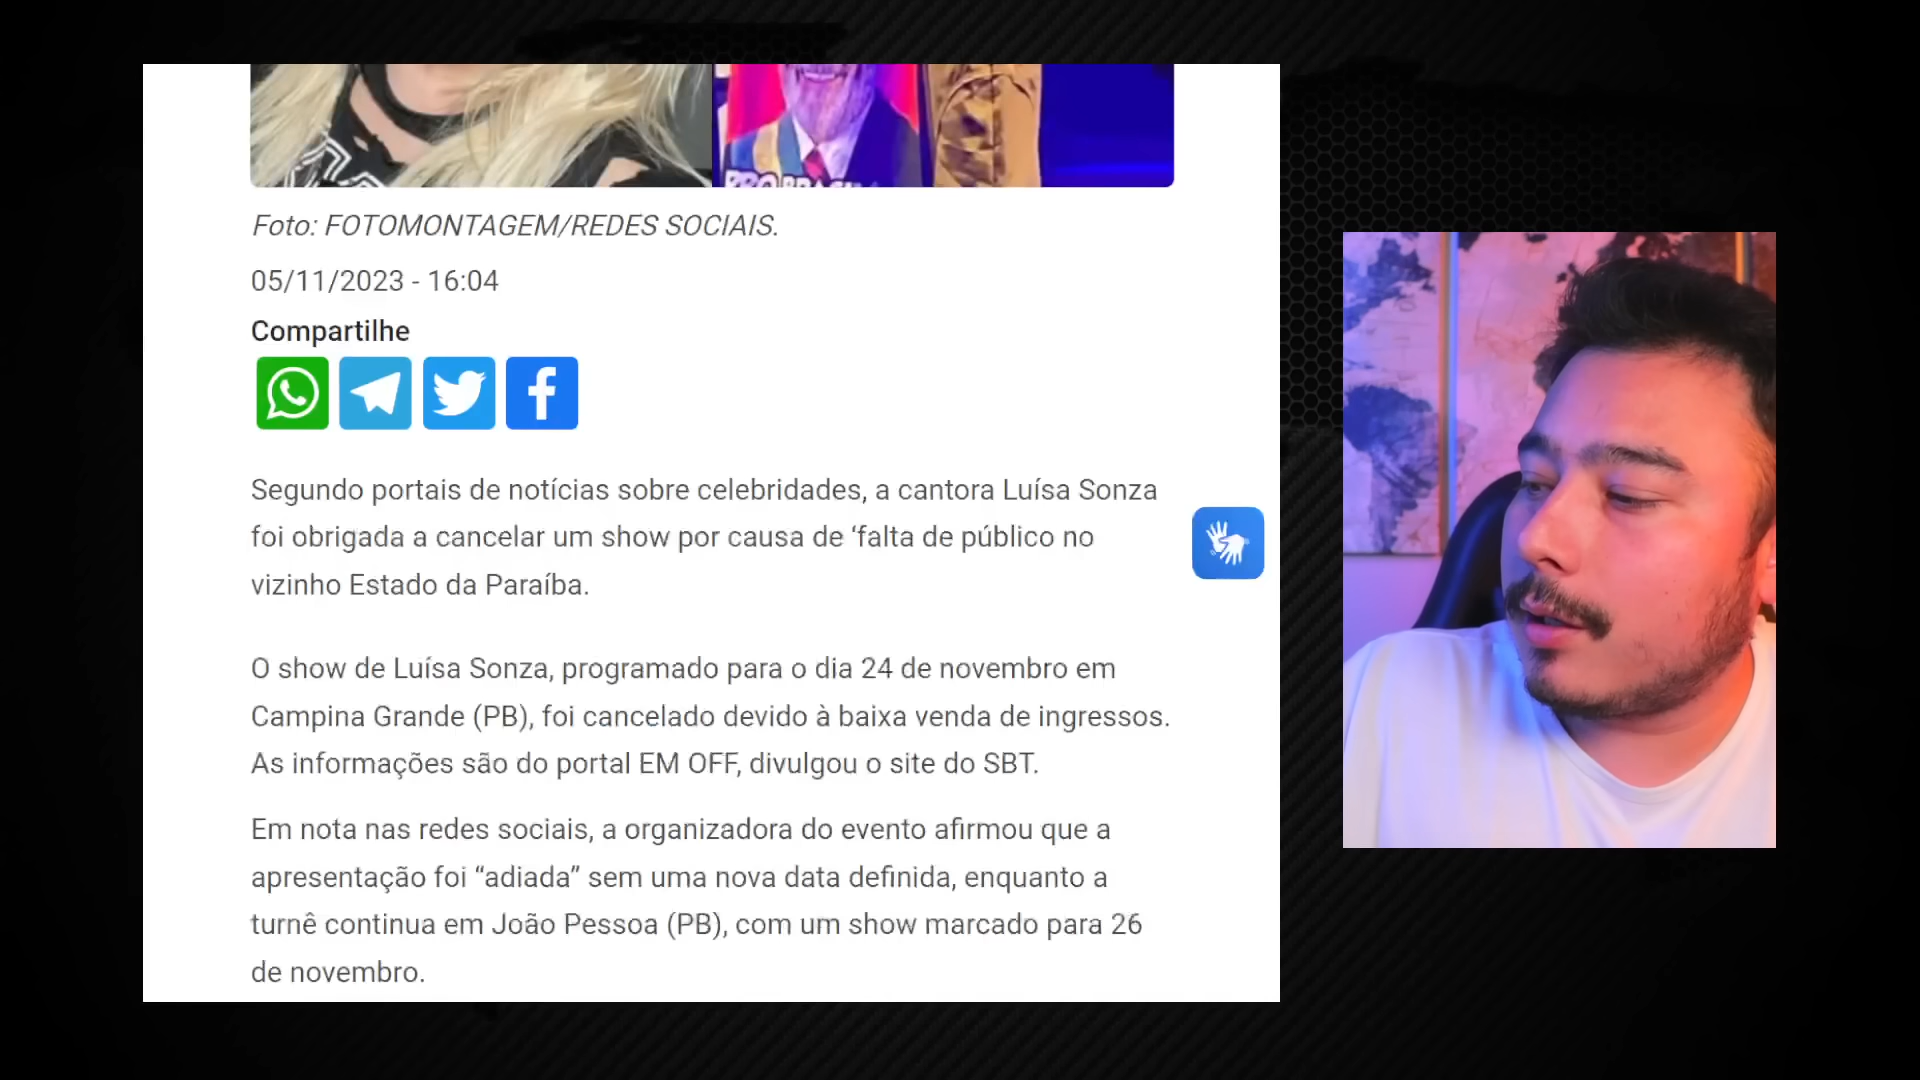 Foto: FOTOMONTAGEM/REDES SOCIAIS.
05/11/2023 - 16:04
Compartilhe
Segundo portais de notícias sobre celebridades, a cantora Luísa Sonza
foi obrigada a cancelar um show por causa de ‘falta de público no
vizinho Estado da Paraíba.
O show de Luísa Sonza, programado para o dia 24 de novembro em
Campina Grande (PB), foi cancelado devido à baixa venda de ingressos.
As informações são do portal EM OFF, divulgou o site do SBT.
Em nota nas redes sociais, a organizadora do evento afirmou que a
apresentação foi “adiada” sem uma nova data definida, enquanto a
turnê continua em João Pessoa (PB), com um show marcado para 26
de novembro.